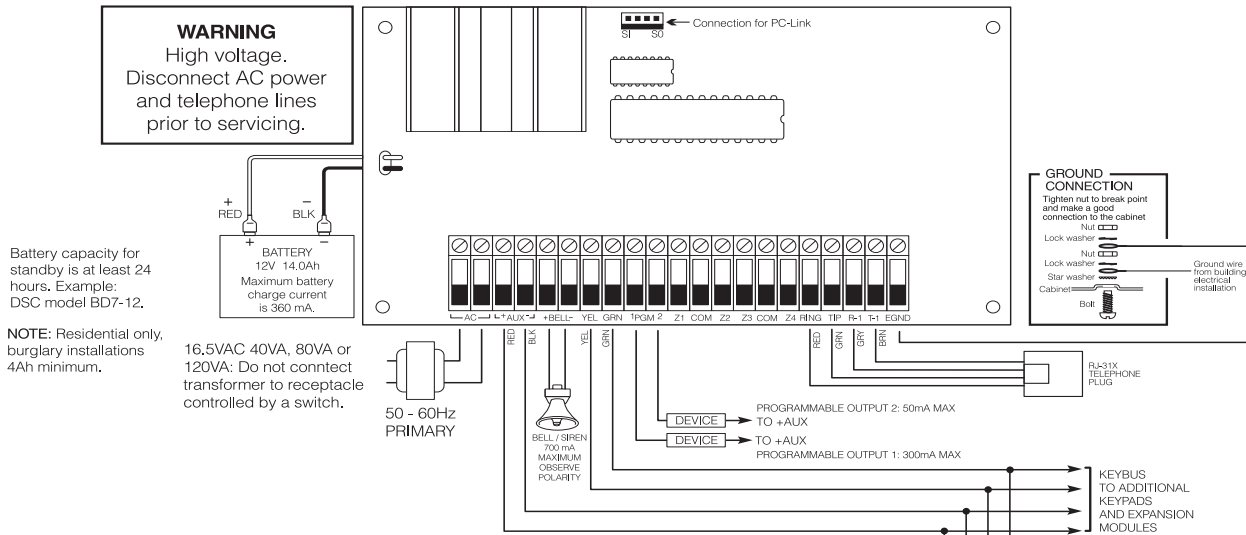 WARNING
High voltage.
Disconnect AC power
and telephone lines
prior to servicing.
SI SO
Connection for PC-Link
+
RED
−
BLK
+ −
BATTERY
12V 14.0Ah
Maximum battery
charge current
is 360 mA.
Battery capacity for
standby is at least 24
hours. Example:
DSC model BD7-12.
NOTE: Residential only,
burglary installations
4Ah minimum.
16.5VAC 40VA, 80VA or
120VA: Do not conntect
transformer to receptacle
controlled by a switch.
50 - 60Hz
PRIMARY
AC +AUX- +BELL- YEL GRN 1PGM 2 Z1 COM Z2 Z3 COM Z4 RING TIP R-1 T-1 EGND
RED
BLK
YEL
GRN
RED
GRN
GRY
BRN
BELL / SIREN
700 mA
MAXIMUM
OBSERVE
POLARITY
PROGRAMMABLE OUTPUT 2: 50mA MAX
DEVICE TO +AUX
DEVICE TO +AUX
PROGRAMMABLE OUTPUT 1: 300mA MAX
RJ-31X
TELEPHONE
PLUG
KEYBUS
TO ADDITIONAL
KEYPADS
AND EXPANSION
MODULES
GROUND
CONNECTION
Tighten nut to break point
and make a good
connection to the cabinet
Nut
Lock washer
Nut
Lock washer
Star washer
Cabinet
Bolt
Ground wire
from building
electrical
installation